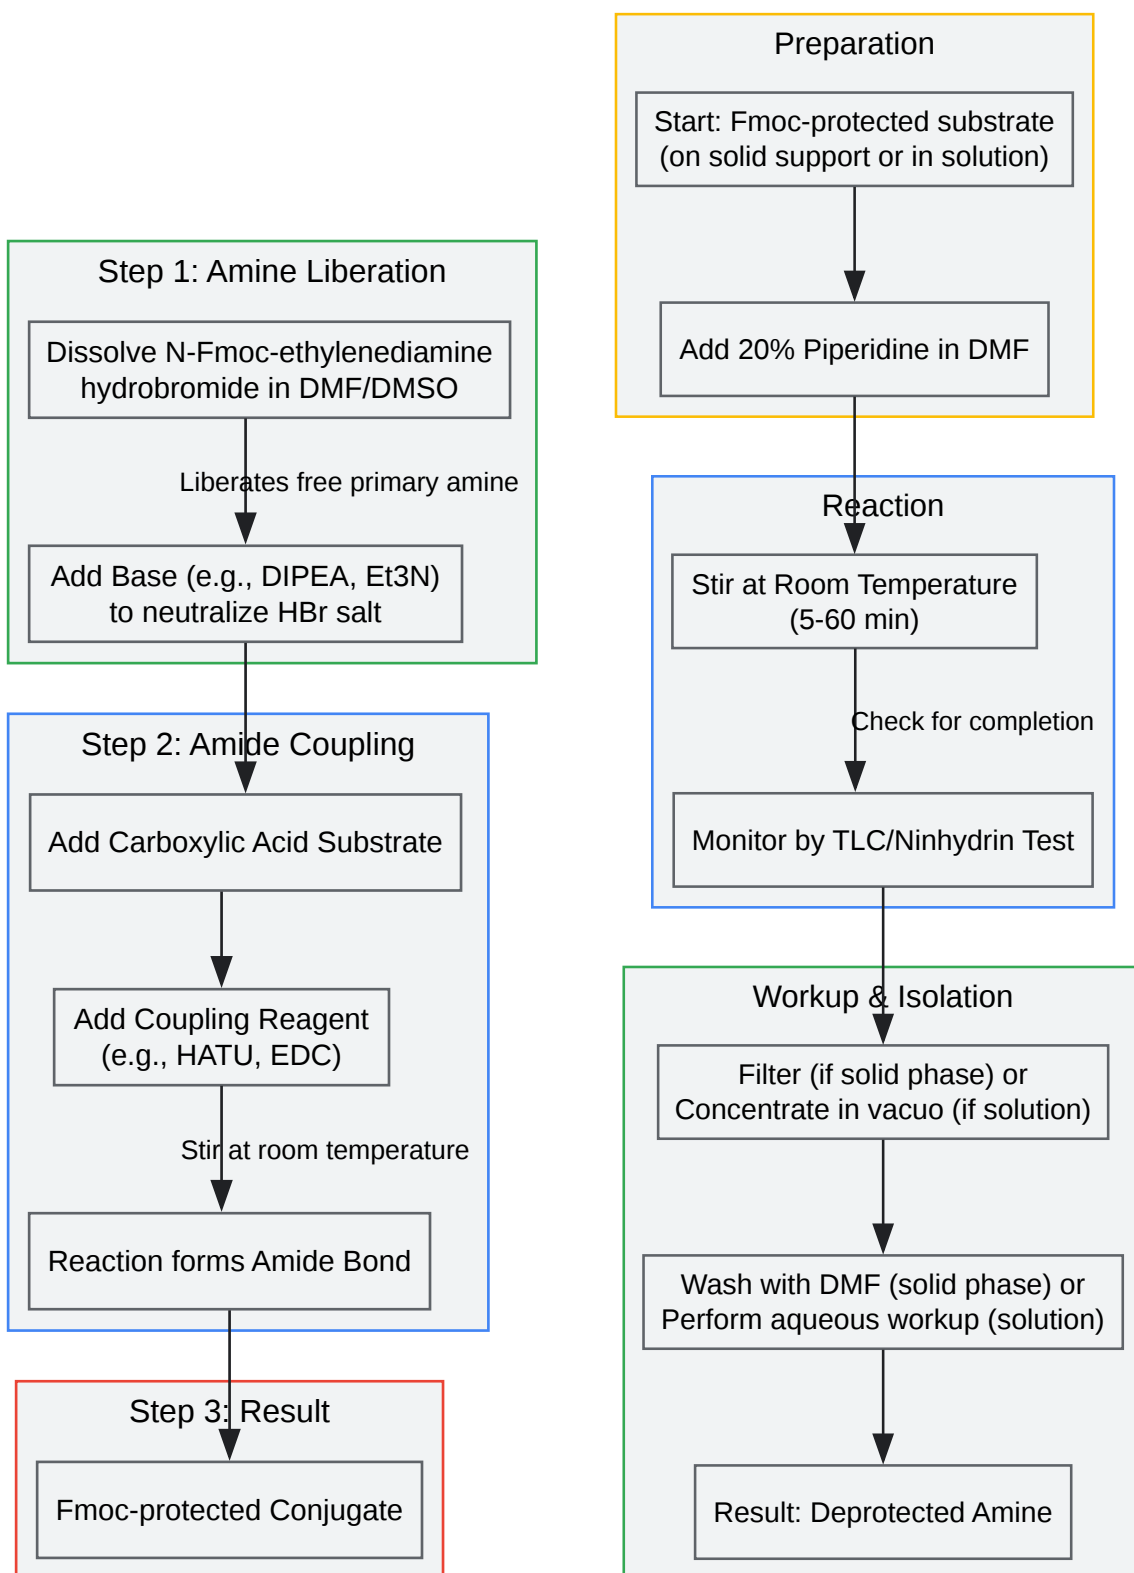 Step 1: Amine Liberation
Dissolve N-Fmoc-ethylenediamine
hydrobromide in DMF/DMSO
Liberates free primary amine
Add Base (e.g., DIPEA, Et3N)
to neutralize HBr salt
Step 2: Amide Coupling
Add Carboxylic Acid Substrate
Add Coupling Reagent
(e.g., HATU, EDC)
Stir at room temperature
Reaction forms Amide Bond
Step 3: Result
Fmoc-protected Conjugate
Preparation
Start: Fmoc-protected substrate
(on solid support or in solution)
Add 20% Piperidine in DMF
Reaction
Stir at Room Temperature
(5-60 min)
Check for completion
Monitor by TLC/Ninhydrin Test
Workup & Isolation
Filter (if solid phase) or
Concentrate in vacuo (if solution)
Wash with DMF (solid phase) or
Perform aqueous workup (solution)
Result: Deprotected Amine